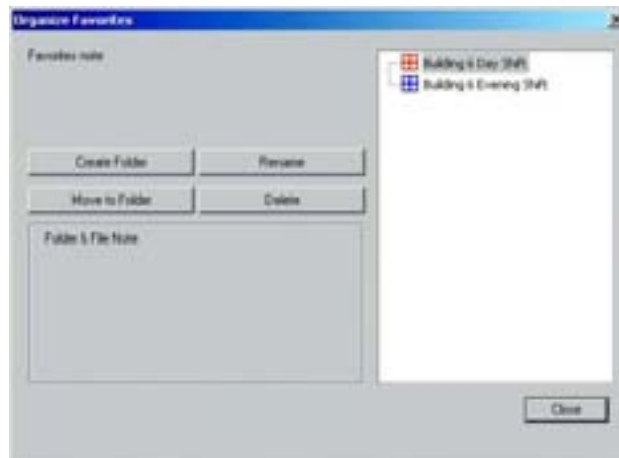 Organize Favorites
Favorites note
Building 6 Day Shift
Building 6 Evening Shift
Create Folder
Rename
Move to Folder
Delete
Folder & File Note
Close